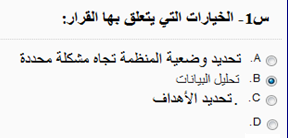 س1- الخيارات التي يتعلق بها القرار:
A. تحديد وضعية المنظمة تجاه مشكلة محددة
B. تحليل البيانات
C. تحديد الأهداف.
D.